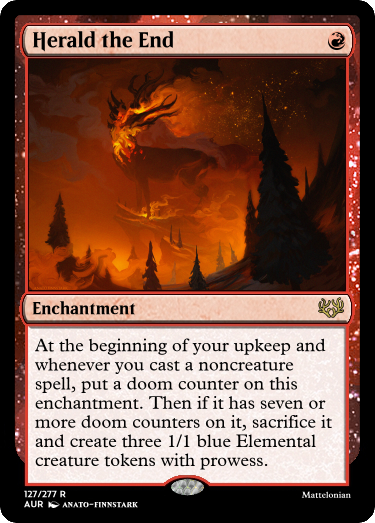 Herald the End
Enchantment
At the beginning of your upkeep and
whenever you cast a noncreature
spell, put a doom counter on this
enchantment. Then if it has seven or
more doom counters on it, sacrifice it
and create three 1/1 blue Elemental
creature tokens with prowess.
127/277 R
Mattelonian
AUR ANATO-FINNSTARK